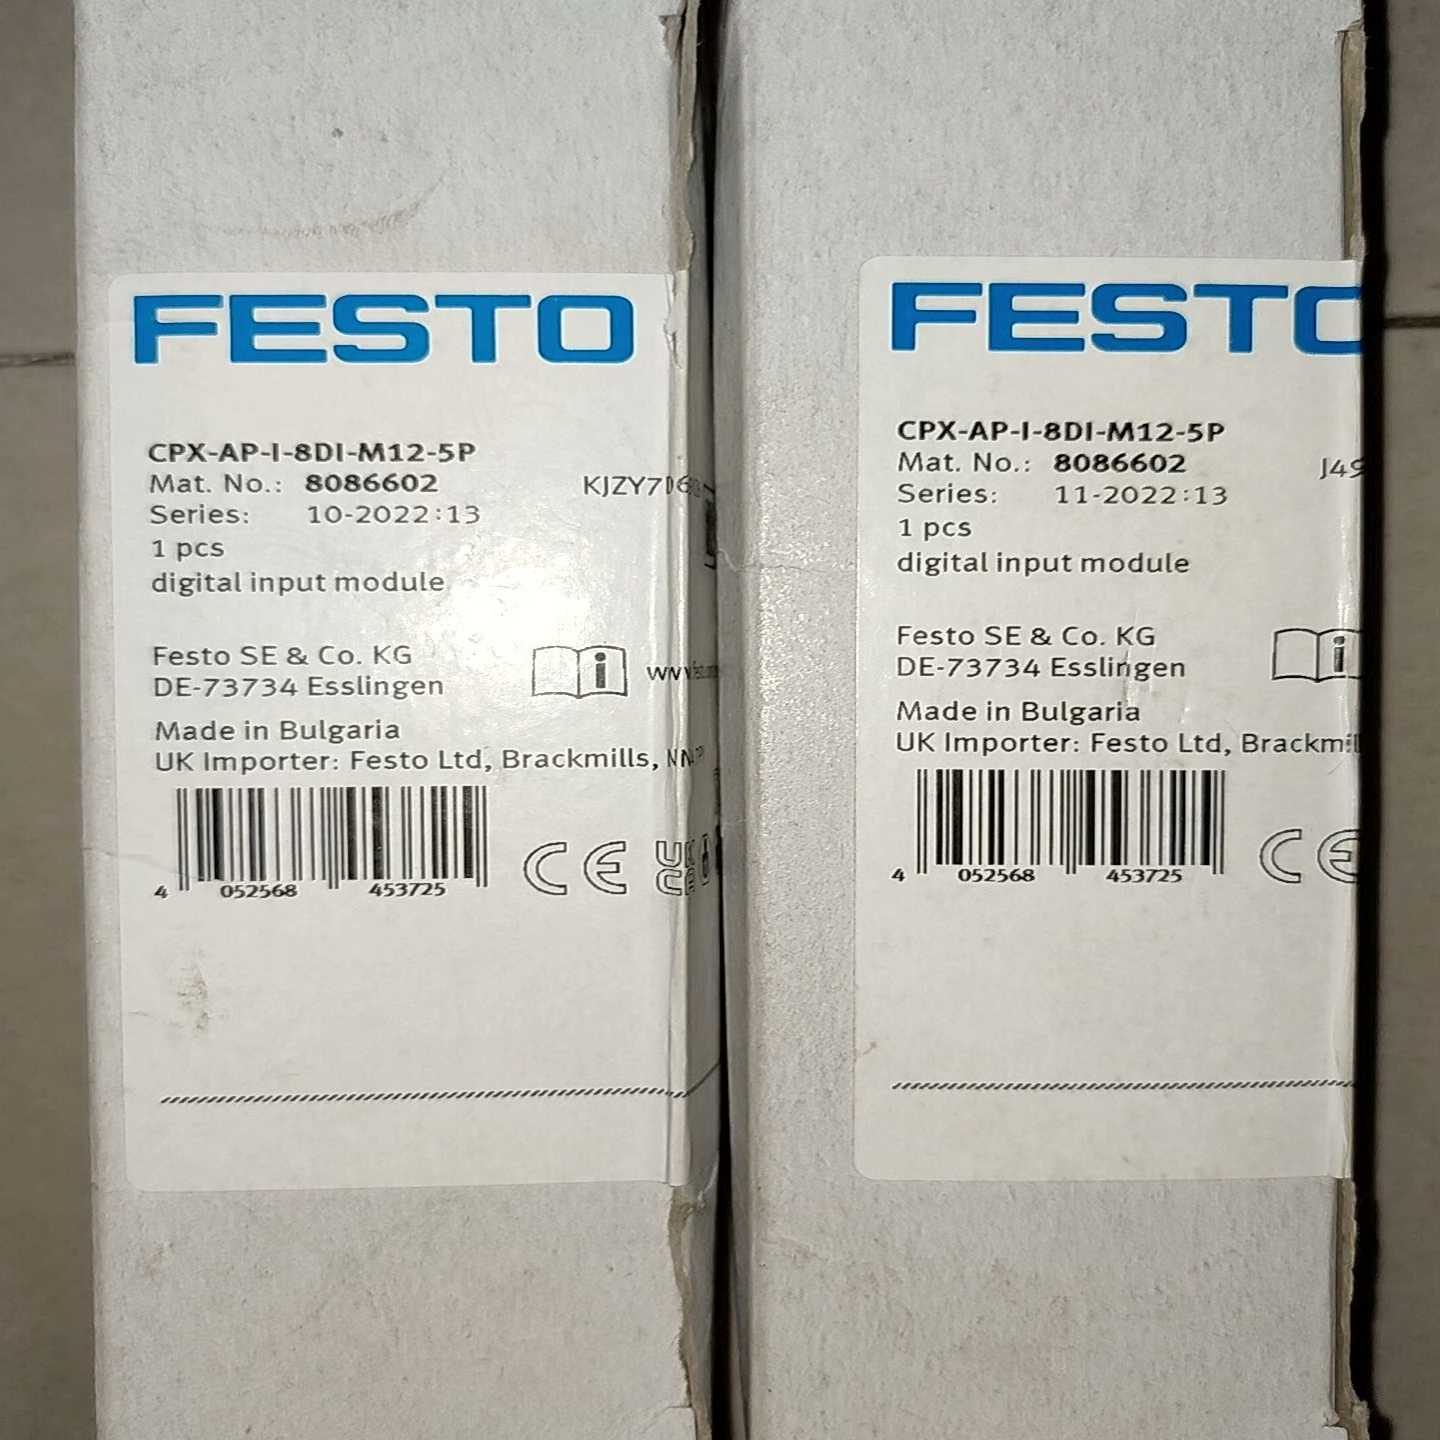 FESTO
CPX-AP-I-8DI-M12-5P
Mat. No.: 8086602
Series: 10-2022:13
1 pcs
digital input module
Festo SE & Co. KG
DE-73734 Esslingen
Made in Bulgaria
UK Importer: Festo Ltd, Brackmills,
4 052568 453725
CE
UK
CA
FESTO
CPX-AP-I-8DI-M12-5P
Mat. No.: 8086602
Series: 11-2022:13
1 pcs
digital input module
Festo SE & Co. KG
DE-73734 Esslingen
Made in Bulgaria
UK Importer: Festo Ltd,
4 052568 453725
CE